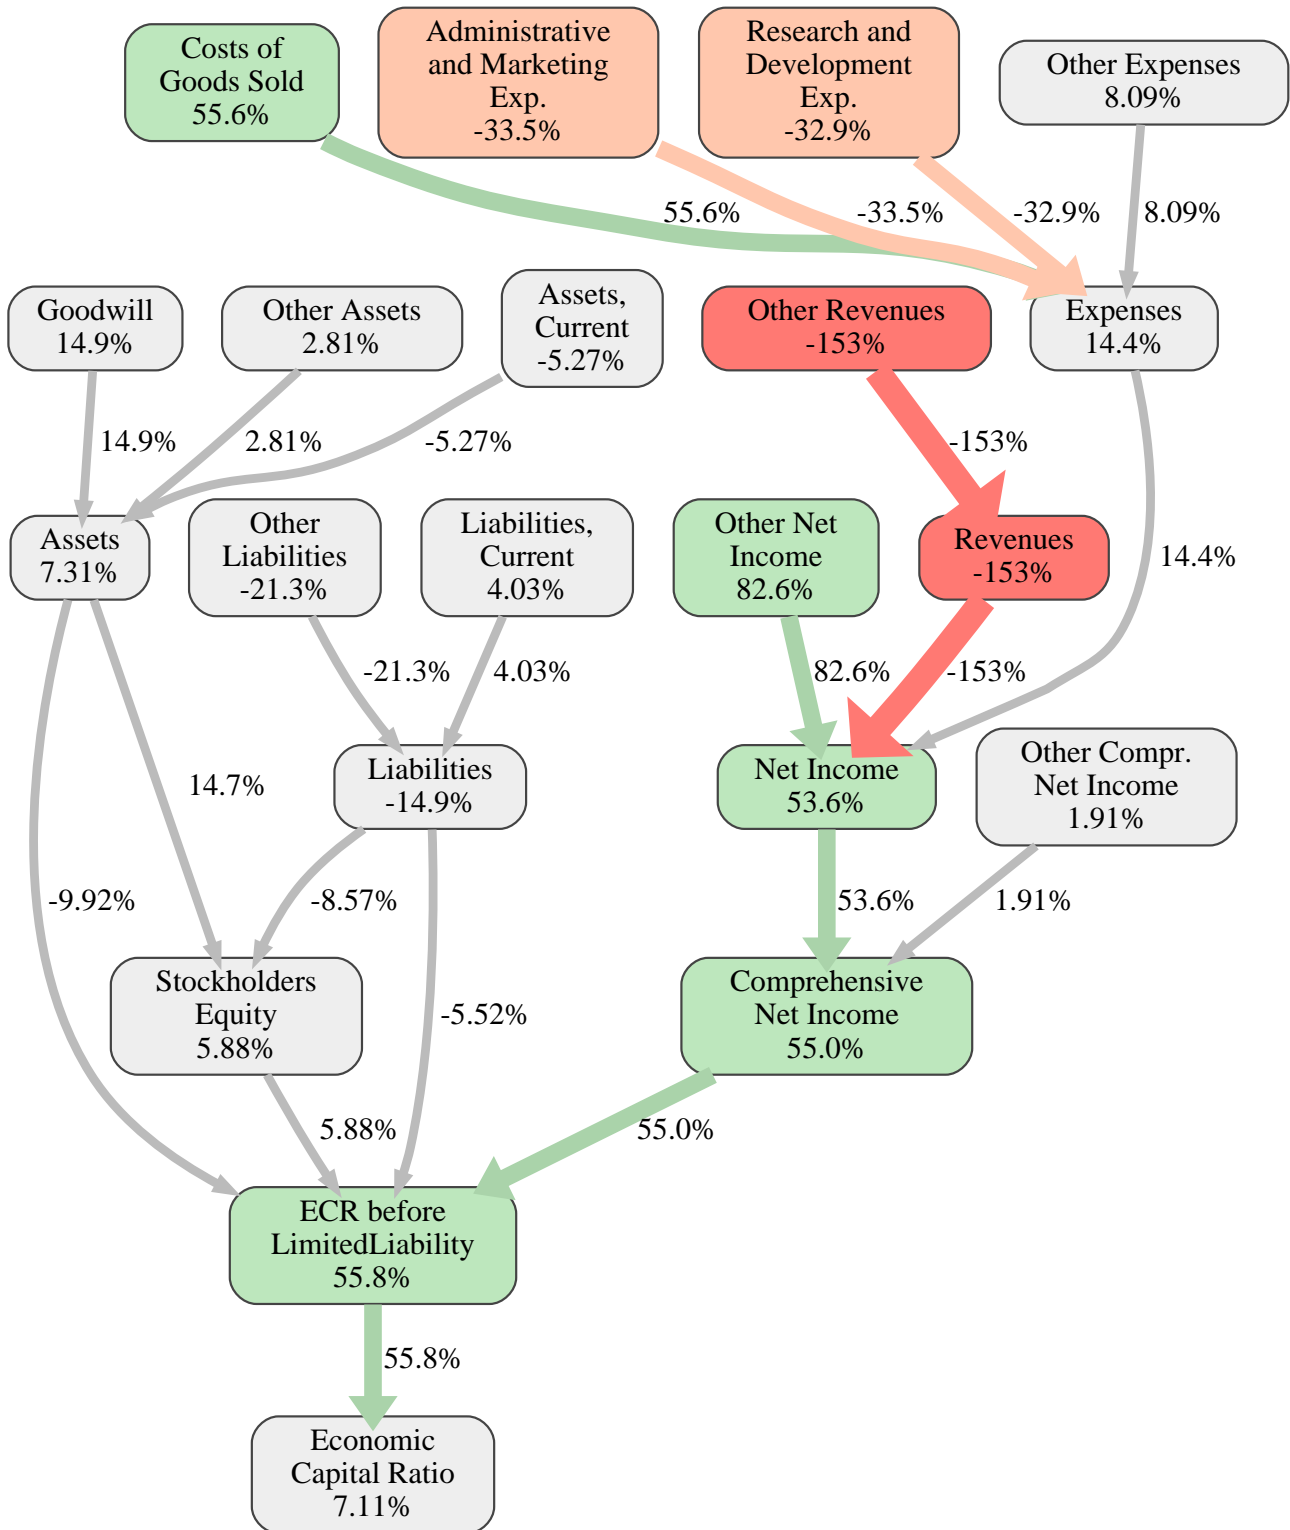 Costs of
Goods Sold
55.6%
Administrative
and Marketing
Exp.
-33.5%
Research and
Development
Exp.
-32.9%
Other Expenses
8.09%
55.6%
-33.5%
-32.9%
8.09%
Goodwill
14.9%
Other Assets
2.81%
Assets,
Current
-5.27%
Other Revenues
-153%
Expenses
14.4%
14.9%
2.81%
-5.27%
-153%
Assets
7.31%
Other
Liabilities
-21.3%
Liabilities,
Current
4.03%
Other Net
Income
82.6%
Revenues
-153%
14.4%
-21.3%
4.03%
82.6%
-153%
14.7%
Liabilities
-14.9%
Net Income
53.6%
Other Compr.
Net Income
1.91%
-9.92%
-8.57%
53.6%
1.91%
Stockholders
Equity
5.88%
-5.52%
Comprehensive
Net Income
55.0%
5.88%
55.0%
ECR before
LimitedLiability
55.8%
55.8%
Economic
Capital Ratio
7.11%